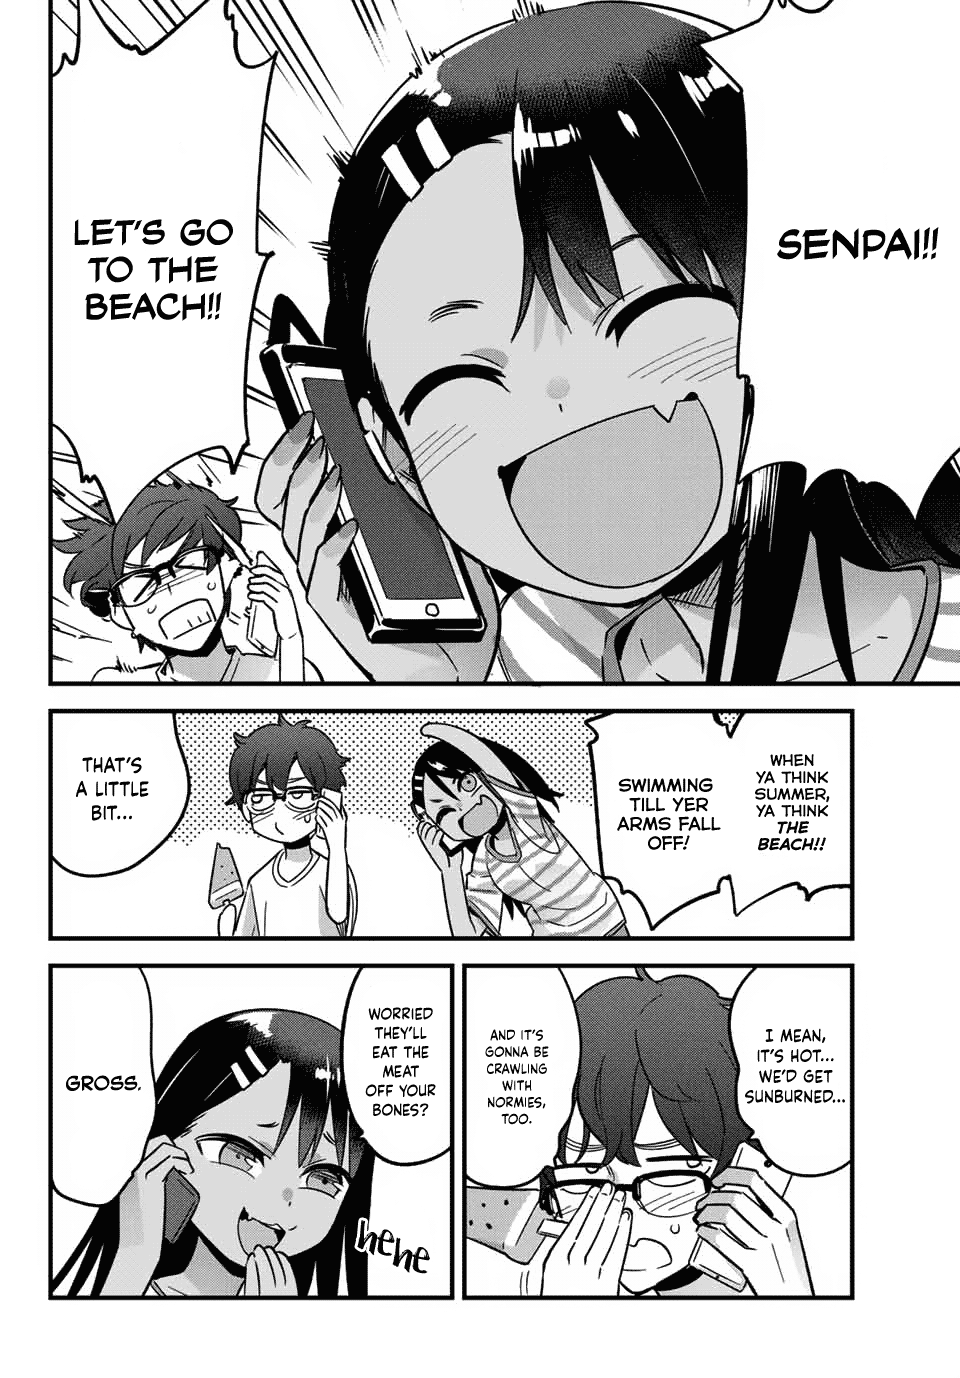 SENPAI!!
LET'S GO
TO THE
BEACH!!
WHEN
YA THINK
SUMMER,
YA THINK
THE
BEACH!!
SWIMMING
TILL YER
ARMS FALL
OFF!
THAT'S
A LITTLE
BIT...
I MEAN,
IT'S HOT...
WE'D GET
SUNBURNED...
AND IT'S
GONNA BE
CRAWLING
WITH
NORMIES,
TOO.
WORRIED
THEY'LL
EAT THE
MEAT
OFF YOUR
BONES?
GROSS.
hehe